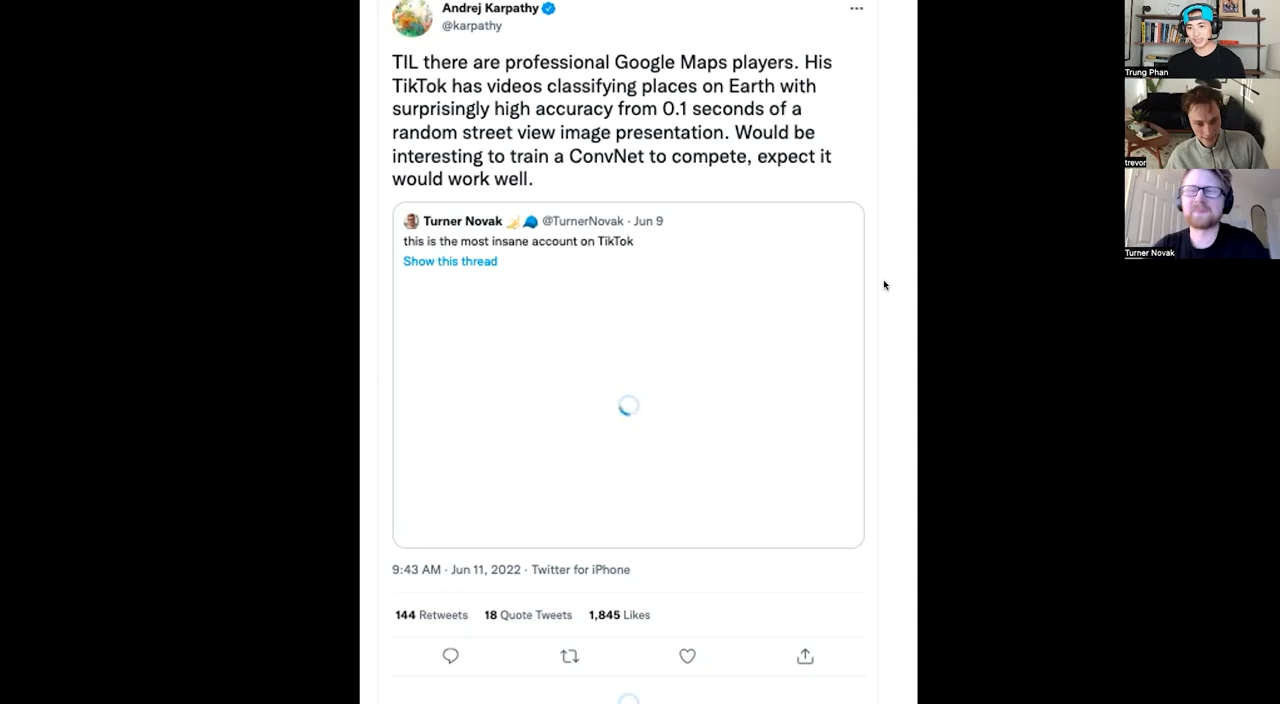 Andrej Karpathy
@karpathy
TIL there are professional Google Maps players. His
TikTok has videos classifying places on Earth with
surprisingly high accuracy from 0.1 seconds of a
random street view image presentation. Would be
interesting to train a ConvNet to compete, expect it
would work well.
Turner Novak @TurnerNovak · Jun 9
this is the most insane account on TikTok
Show this thread
9:43 AM · Jun 11, 2022 · Twitter for iPhone
144 Retweets 18 Quote Tweets 1,845 Likes
Trung Phan
trevor
Turner Novak